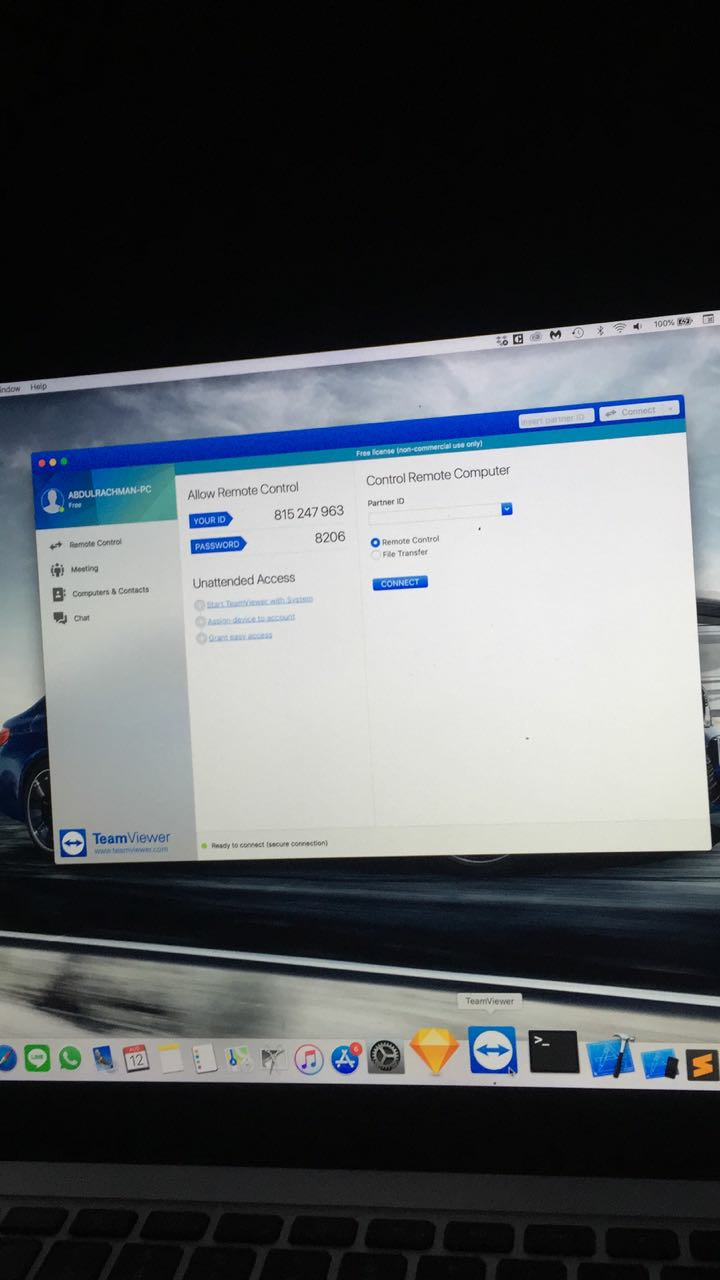 indow Help
100%
Insert partner ID
Connect
Free license (non-commercial use only)
ABDULRACHMAN-PC
Free
Remote Control
Meeting
Computers & Contacts
Chat
Allow Remote Control
YOUR ID 815 247 963
PASSWORD 8206
Unattended Access
Start TeamViewer with System
Assign device to account
Grant easy access
Control Remote Computer
Partner ID
Remote Control
File Transfer
CONNECT
TeamViewer
www.teamviewer.com
Ready to connect (secure connection)
TeamViewer
LINE
AUG
12
6
>_